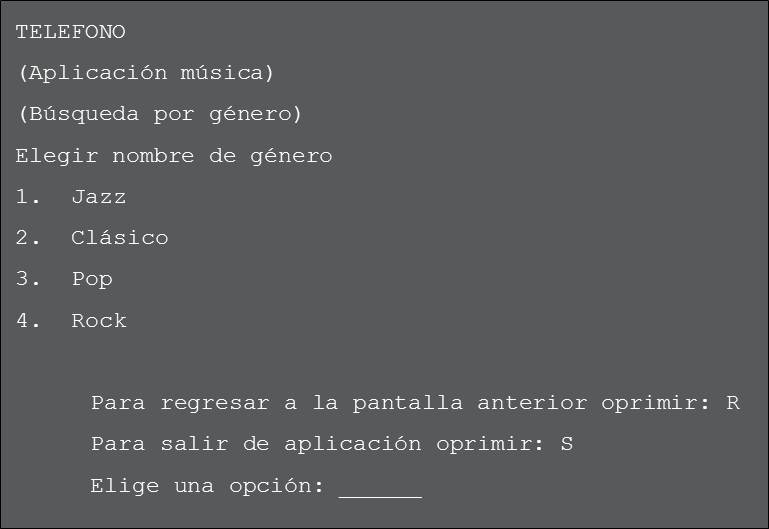 TELEFONO
(Aplicación música)
(Búsqueda por género)
Elegir nombre de género
1. Jazz
2. Clásico
3. Pop
4. Rock
Para regresar a la pantalla anterior oprimir: R
Para salir de aplicación oprimir: S
Elige una opción: ______